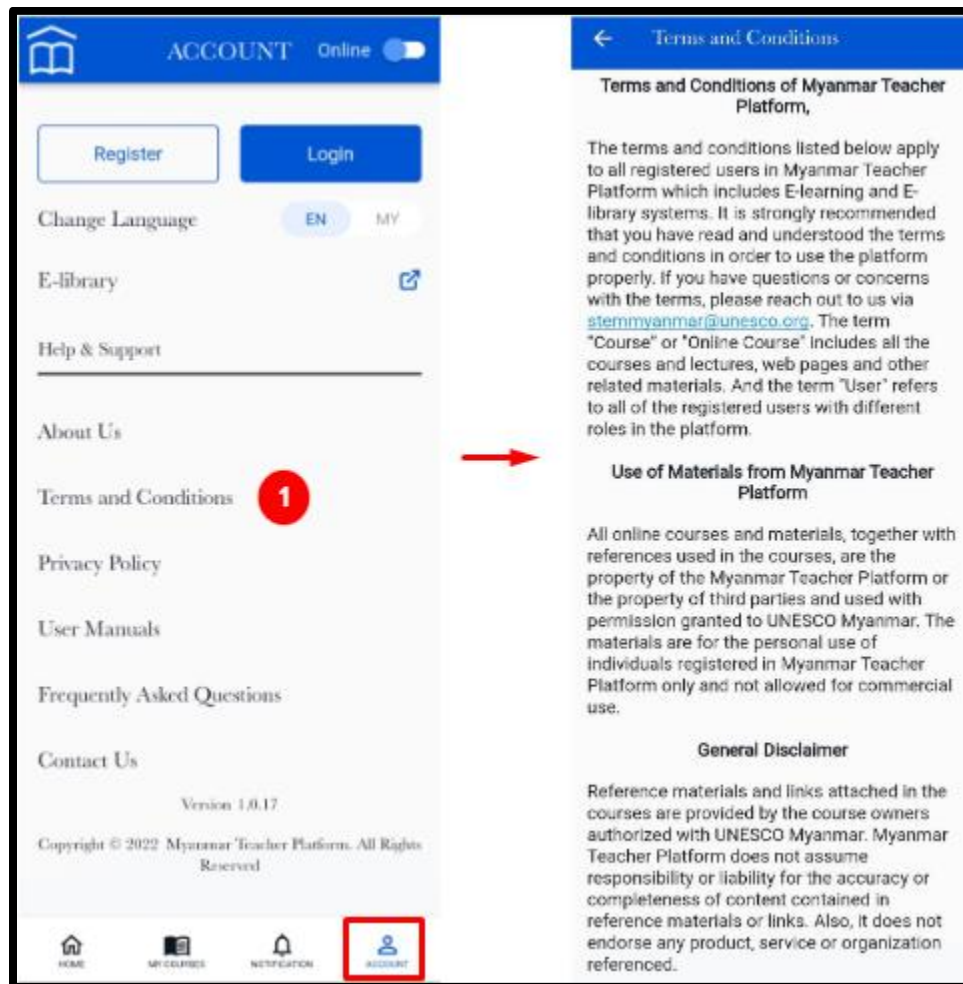 ACCOUNT Online
Register Login
Change Language EN MY
E-library
Help & Support
About Us
Terms and Conditions 1
Privacy Policy
User Manuals
Frequently Asked Questions
Contact Us
Version 1.0.17
Copyright © 2022 Myanmar Teacher Platform. All Rights
Reserved
HOME MY COURSES NOTIFICATION ACCOUNT
Terms and Conditions
Terms and Conditions of Myanmar Teacher
Platform,
The terms and conditions listed below apply
to all registered users in Myanmar Teacher
Platform which includes E-learning and E-
library systems. It is strongly recommended
that you have read and understood the terms
and conditions in order to use the platform
properly. If you have questions or concerns
with the terms, please reach out to us via
stemmyanmar@unesco.org. The term
"Course" or "Online Course" includes all the
courses and lectures, web pages and other
related materials. And the term "User" refers
to all of the registered users with different
roles in the platform.
Use of Materials from Myanmar Teacher
Platform
All online courses and materials, together with
references used in the courses, are the
property of the Myanmar Teacher Platform or
the property of third parties and used with
permission granted to UNESCO Myanmar. The
materials are for the personal use of
individuals registered in Myanmar Teacher
Platform only and not allowed for commercial
use.
General Disclaimer
Reference materials and links attached in the
courses are provided by the course owners
authorized with UNESCO Myanmar. Myanmar
Teacher Platform does not assume
responsibility or liability for the accuracy or
completeness of content contained in
reference materials or links. Also, it does not
endorse any product, service or organization
referenced.